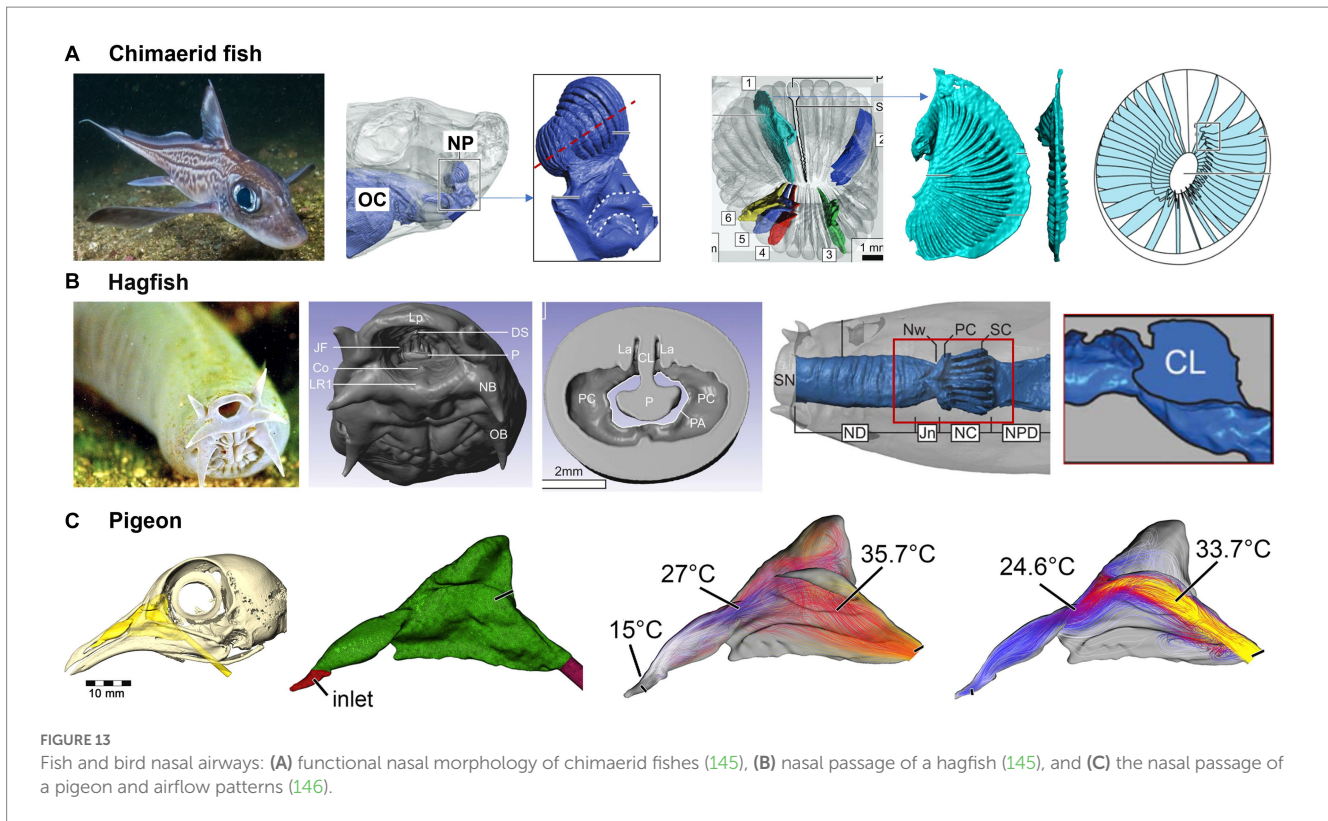 A Chimaerid fish
NP
OC
1
P
S
2
6
5
4
3
1 mm
B Hagfish
Lp
DS
JF
P
Co
LR1
NB
OB
La
La
CL
PC
P
PC
PA
2mm
Nw
PC
SC
SN
ND
Jn
NC
NPD
CL
C Pigeon
10 mm
inlet
15°C
27°C
35.7°C
24.6°C
33.7°C
FIGURE 13
Fish and bird nasal airways: (A) functional nasal morphology of chimaerid fishes (145), (B) nasal passage of a hagfish (145), and (C) the nasal passage of
a pigeon and airflow patterns (146).